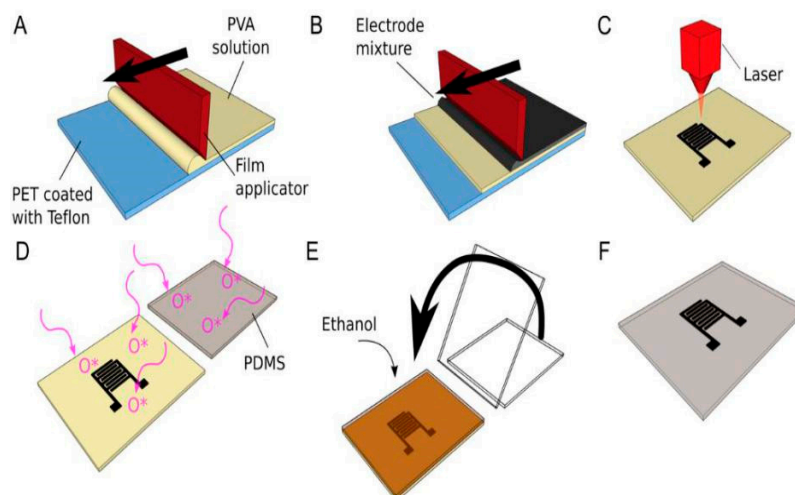 A
PVA
solution
PET coated
with Teflon
Film
applicator
B
Electrode
mixture
C
Laser
D
O*
O*
O*
O*
O*
O*
O*
PDMS
E
Ethanol
F